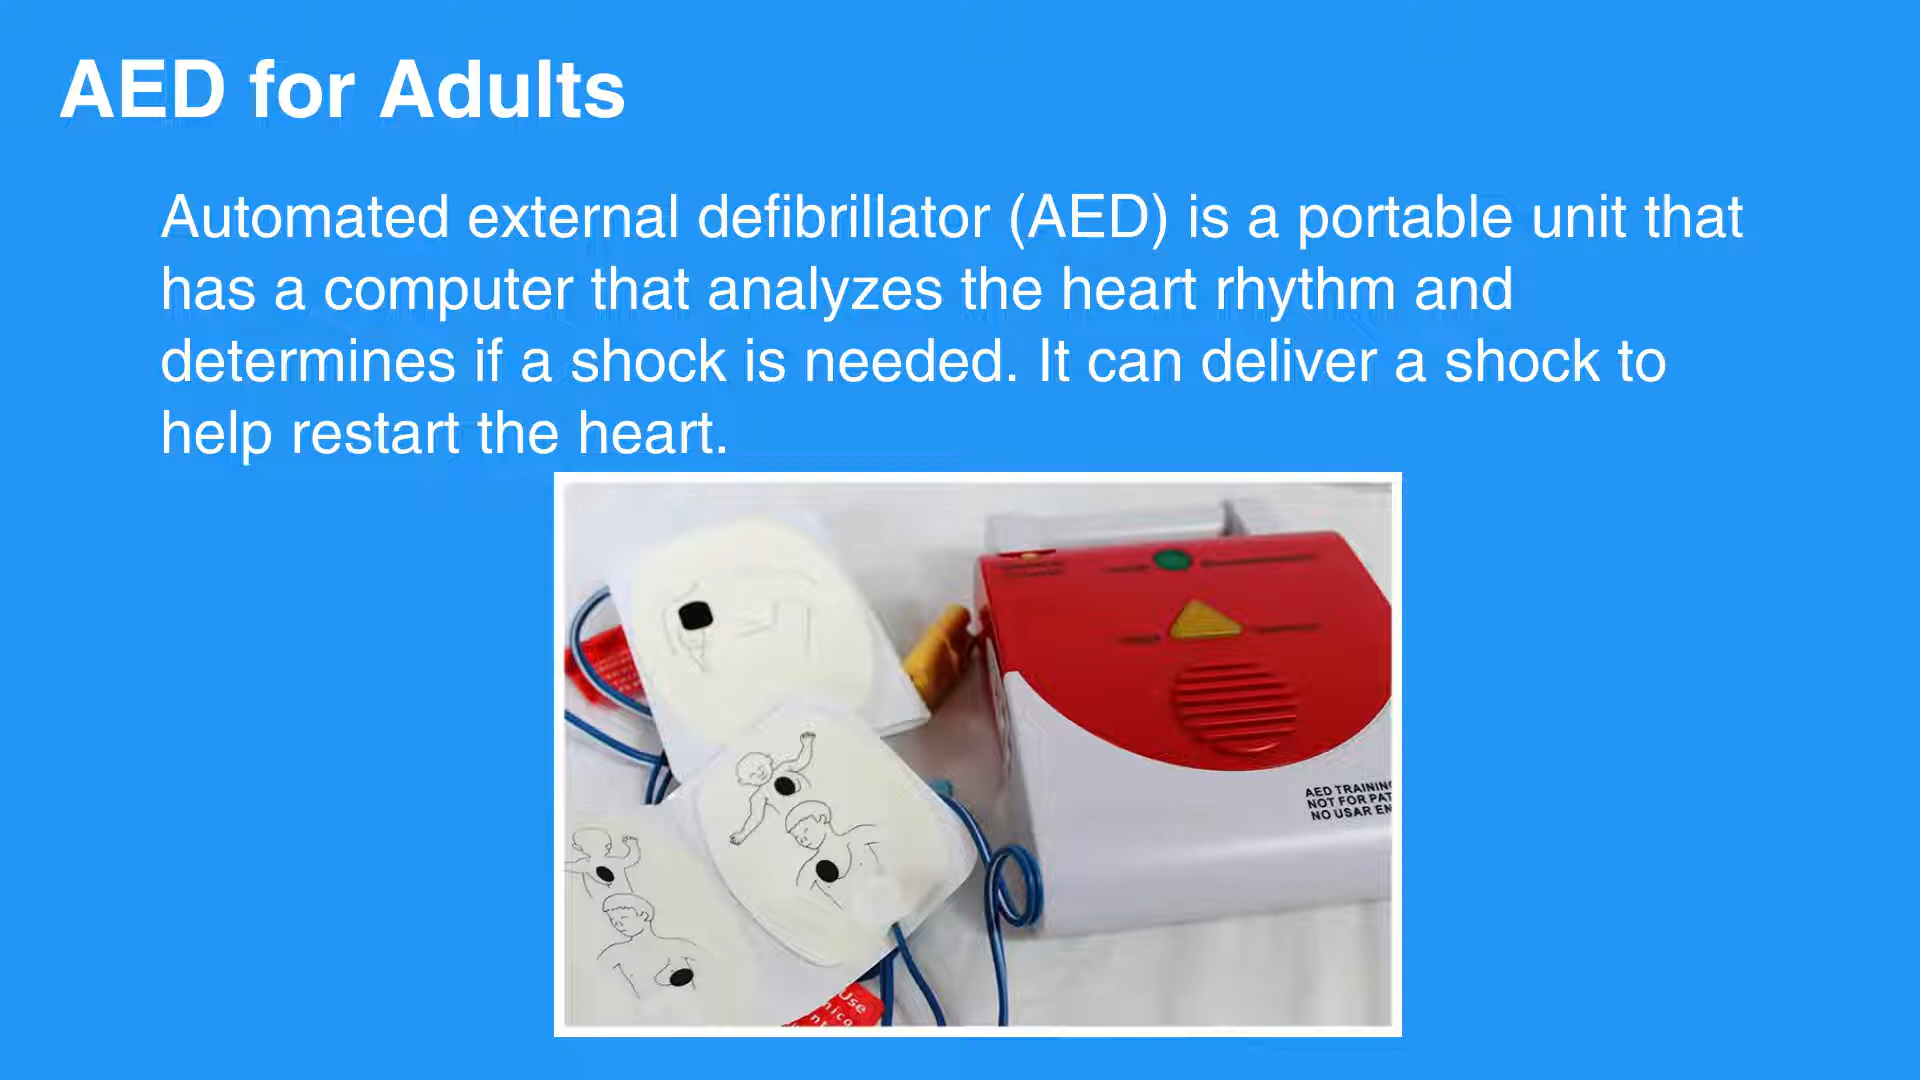 AED for Adults
Automated external defibrillator (AED) is a portable unit that
has a computer that analyzes the heart rhythm and
determines if a shock is needed. It can deliver a shock to
help restart the heart.
AED TRAINING
NOT FOR PAT
NO USAR EN
Use